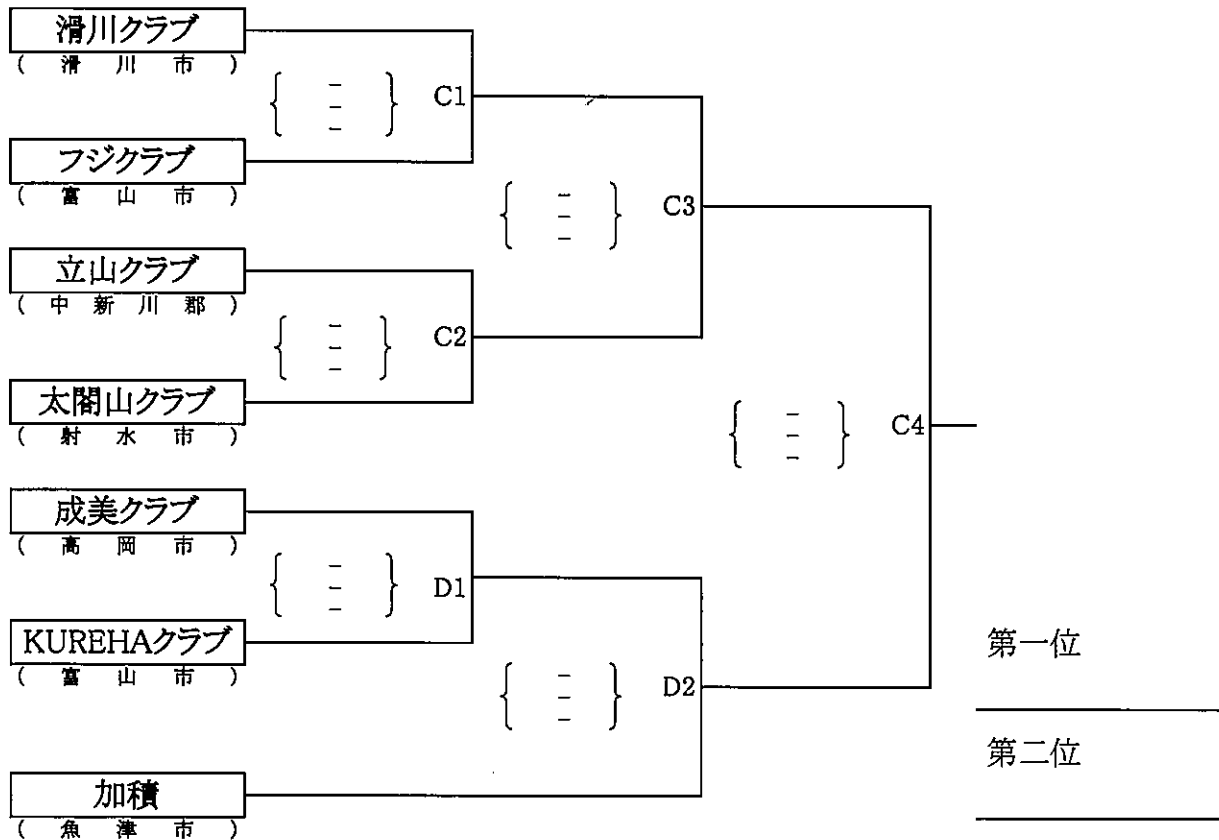 滑川クラブ
( 滑 川 市 )
{ - - - } C1
フジクラブ
( 富 山 市 )
{ - - - } C3
立山クラブ
( 中 新 川 郡 )
{ - - - } C2
太閤山クラブ
( 射 水 市 )
{ - - - } C4
成美クラブ
( 高 岡 市 )
{ - - - } D1
KUREHAクラブ
( 富 山 市 )
第一位
{ - - - } D2
第二位
加積
( 魚 津 市 )